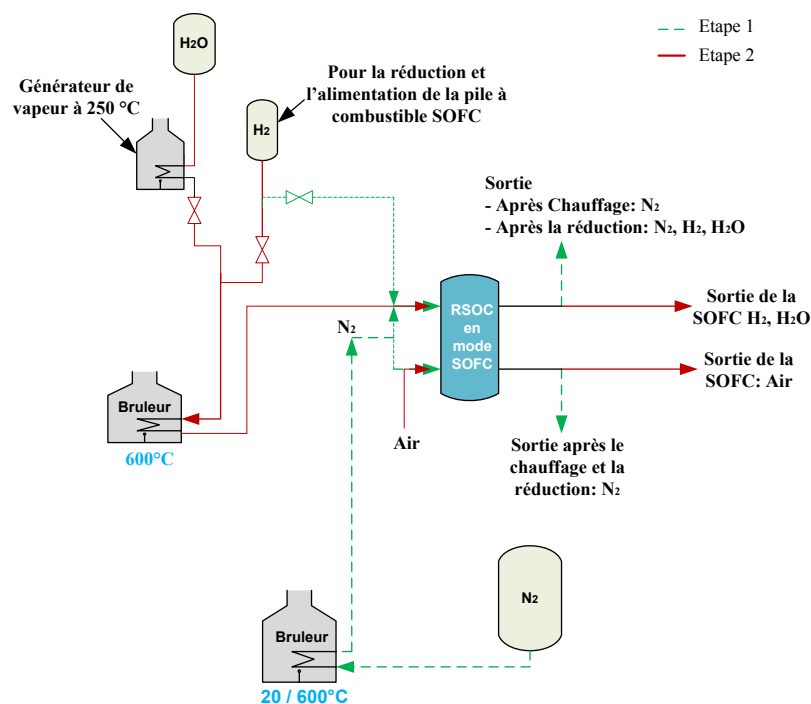 Etape 1
Etape 2
H2O
Générateur de
vapeur à 250 °C
Pour la réduction et
l'alimentation de la pile à
combustible SOFC
H2
Sortie
- Après Chauffage: N2
- Après la réduction: N2, H2, H2O
RSOC
en
mode
SOFC
Sortie de la
SOFC H2, H2O
N2
Sortie de la
SOFC: Air
Bruleur
600°C
Air
Sortie après le
chauffage et la
réduction: N2
N2
Bruleur
20 / 600°C